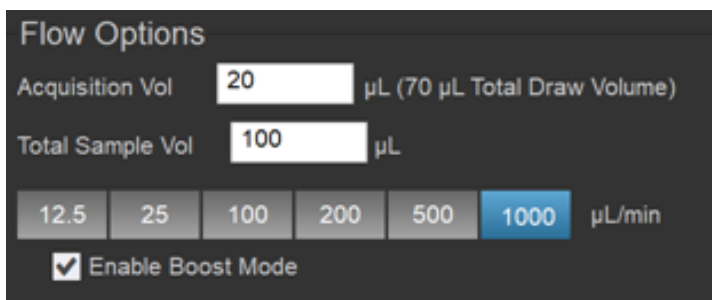 Flow Options
Acquisition Vol 20 µL (70 µL Total Draw Volume)
Total Sample Vol 100 µL
12.5 25 100 200 500 1000 µL/min
Enable Boost Mode